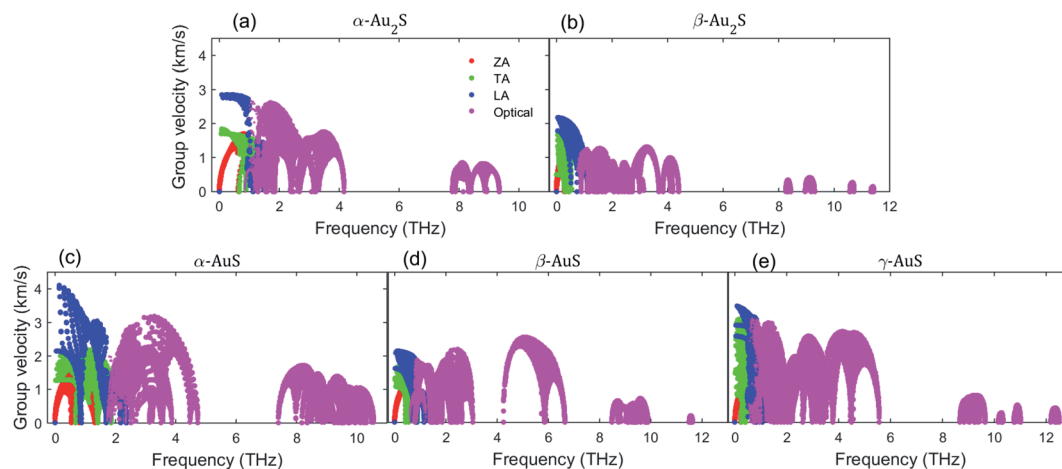 (a) α-Au₂S
(b) β-Au₂S
Group velocity (km/s)
4
3
2
1
0
ZA
TA
LA
Optical
0 2 4 6 8 10
0 2 4 6 8 10 12
Frequency (THz)
Frequency (THz)
(c) α-AuS
(d) β-AuS
(e) γ-AuS
Group velocity (km/s)
4
3
2
1
0
0 2 4 6 8 10
0 2 4 6 8 10 12
0 2 4 6 8 10 12
Frequency (THz)
Frequency (THz)
Frequency (THz)